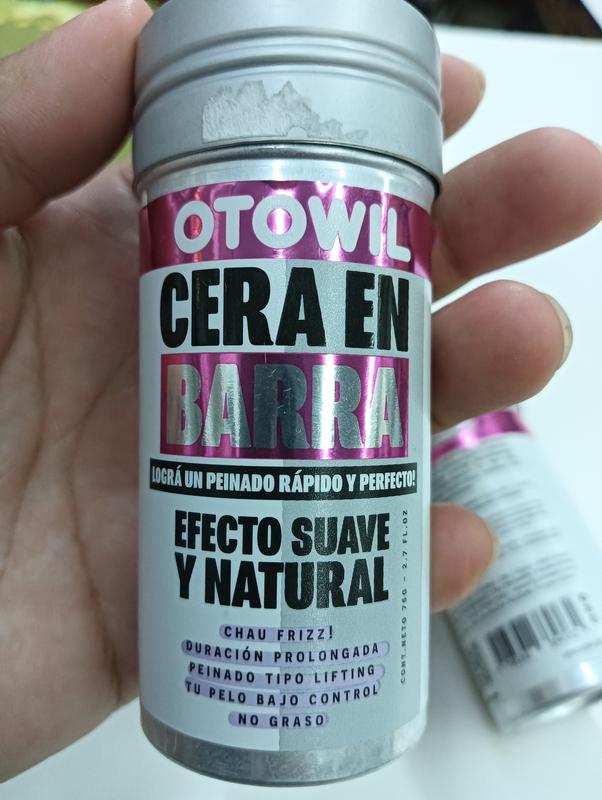 OTOWIL
CERA EN
BARRA
LOGRÁ UN PEINADO RÁPIDO Y PERFECTO!
EFECTO SUAVE
Y NATURAL
CHAU FRIZZ!
DURACIÓN PROLONGADA
PEINADO TIPO LIFTING
TU PELO BAJO CONTROL
NO GRASO
CONT.NETO 75G - 2.7 FL.OZ